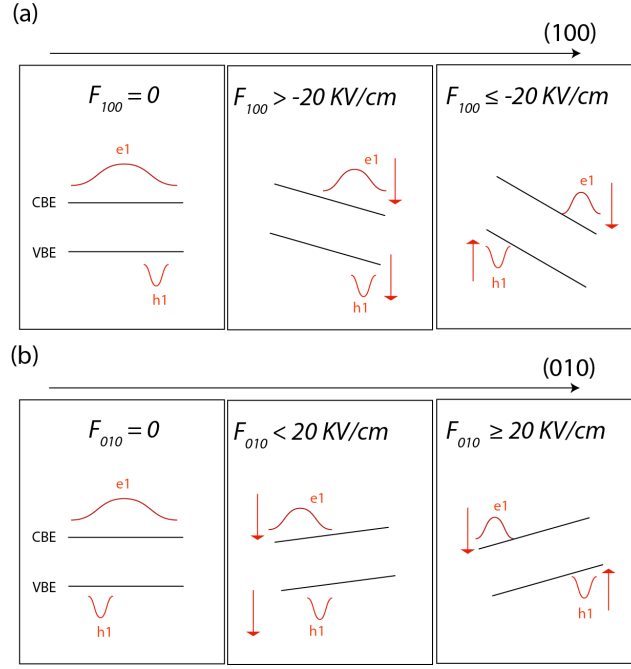 (a)
(100)
F100 = 0
F100 > -20 KV/cm
F100 ≤ -20 KV/cm
e1
e1
e1
CBE
VBE
h1
h1
h1
(b)
(010)
F010 = 0
F010 < 20 KV/cm
F010 ≥ 20 KV/cm
e1
e1
e1
CBE
VBE
h1
h1
h1